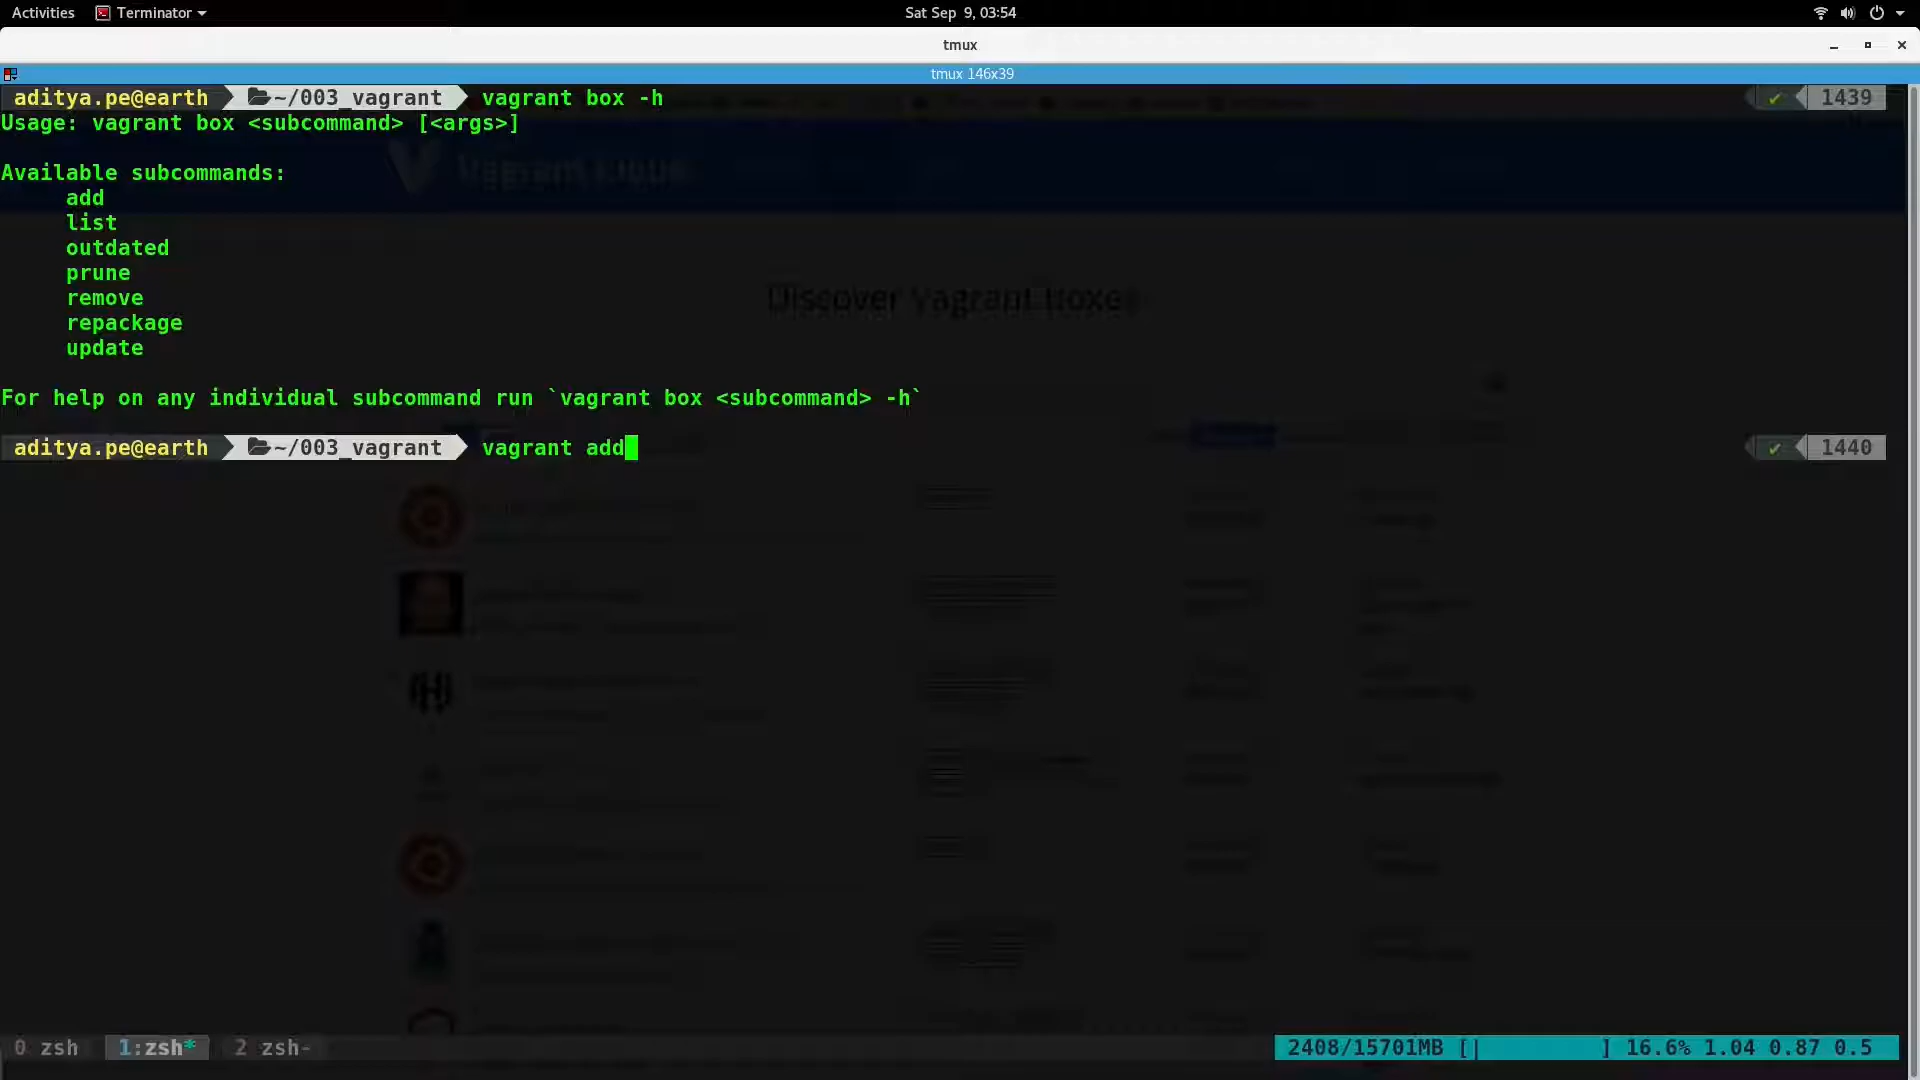 Activities Terminator Sat Sep 9, 03:54
tmux
tmux 146x39
aditya.pe@earth ~/003_vagrant vagrant box -h ✔ 1439
Usage: vagrant box <subcommand> [<args>]
Available subcommands:
add
list
outdated
prune
remove
repackage
update
For help on any individual subcommand run `vagrant box <subcommand> -h`
aditya.pe@earth ~/003_vagrant vagrant add ✔ 1440
Discover Vagrant Boxes
0 zsh 1:zsh* 2 zsh- 2408/15701MB [| ] 16.6% 1.04 0.87 0.5